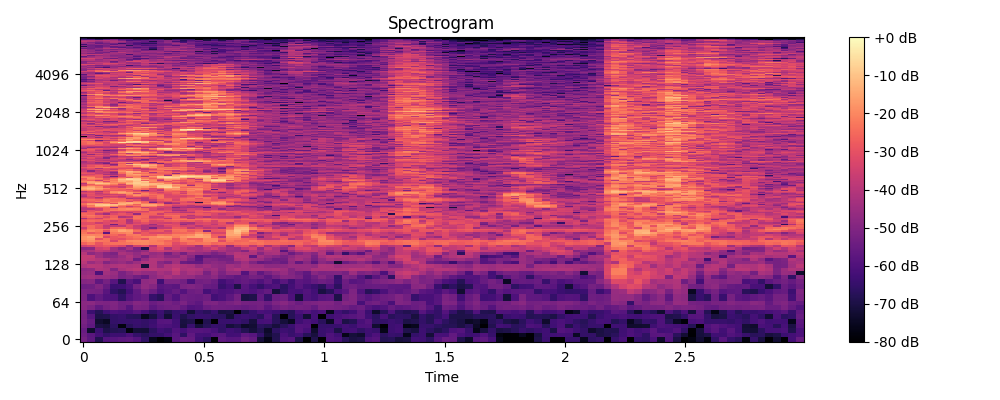 Spectrogram
Hz
4096
2048
1024
512
256
128
64
0
0
0.5
1
1.5
2
2.5
Time
+0 dB
-10 dB
-20 dB
-30 dB
-40 dB
-50 dB
-60 dB
-70 dB
-80 dB